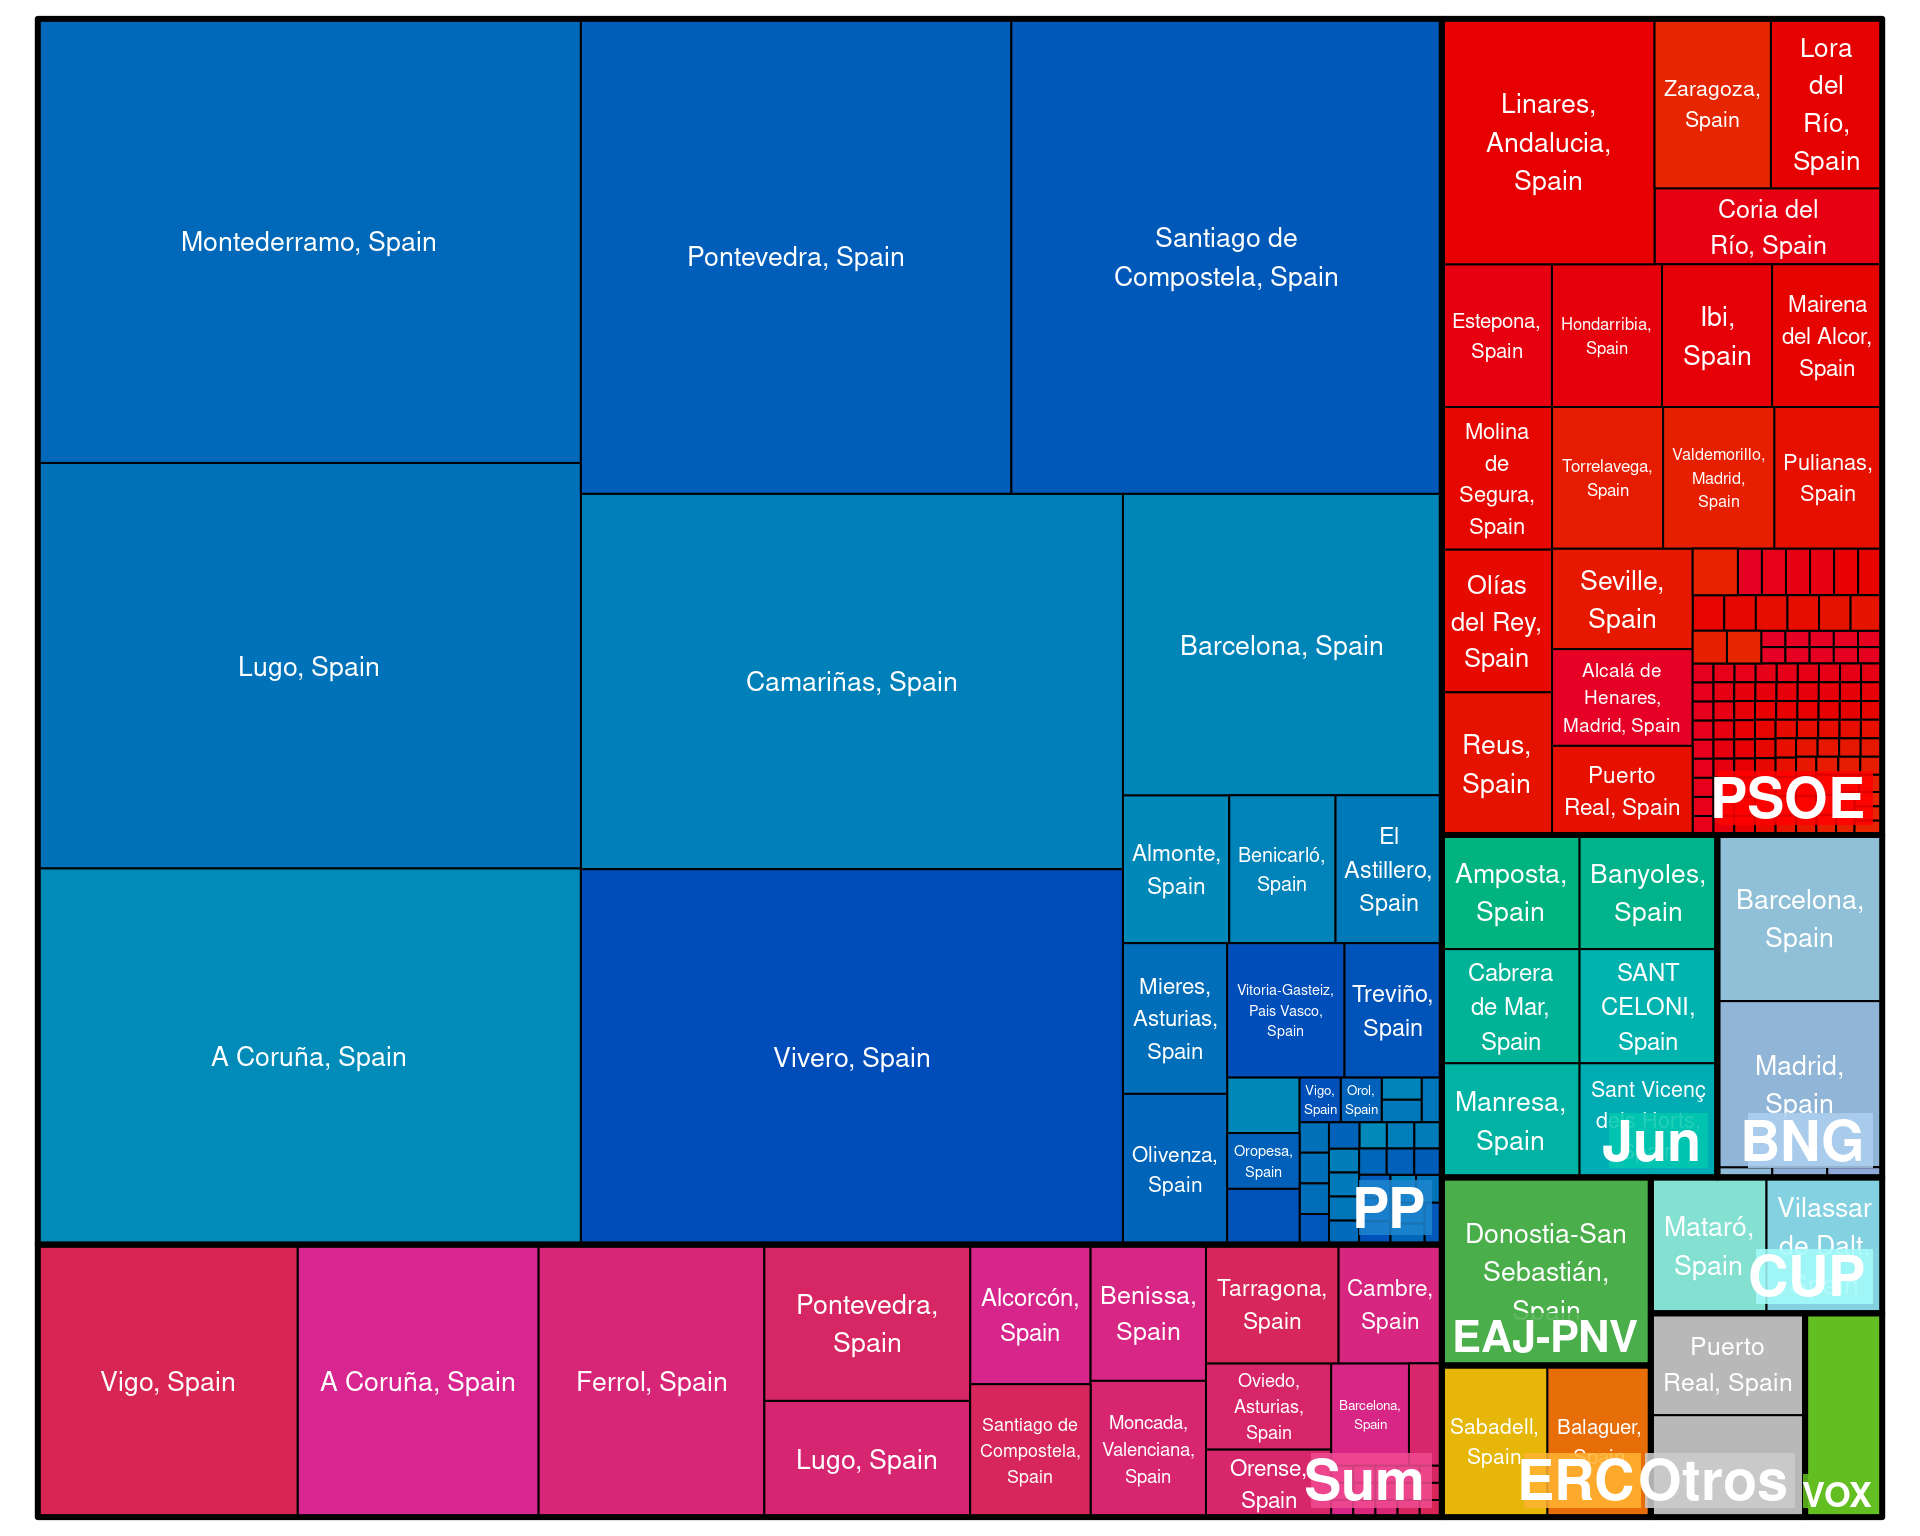 Montederramo, Spain
Lugo, Spain
A Coruña, Spain
Pontevedra, Spain
Santiago de
Compostela, Spain
Camariñas, Spain
Vivero, Spain
Barcelona, Spain
Almonte,
Spain
Benicarló,
Spain
El
Astillero,
Spain
Mieres,
Asturias,
Spain
Olivenza,
Spain
Vitoria-Gasteiz,
Pais Vasco,
Spain
Treviño,
Spain
Vigo,
Spain
Orol,
Spain
Oropesa,
Spain
PP
Linares,
Andalucia,
Spain
Zaragoza,
Spain
Lora
del
Río,
Spain
Coria del
Río, Spain
Estepona,
Spain
Hondarribia,
Spain
Ibi,
Spain
Mairena
del Alcor,
Spain
Molina
de
Segura,
Spain
Torrelavega,
Spain
Valdemorillo,
Madrid,
Spain
Pulianas,
Spain
Olías
del Rey,
Spain
Reus,
Spain
Seville,
Spain
Alcalá de
Henares,
Madrid, Spain
Puerto
Real, Spain
PSOE
Amposta,
Spain
Banyoles,
Spain
Cabrera
de Mar,
Spain
SANT
CELONI,
Spain
Manresa,
Spain
Sant Vicenç
dels Horts,
Jun
Barcelona,
Spain
Madrid,
Spain
BNG
Donostia-San
Sebastián,
Spain
EAJ-PNV
Mataró,
Spain
Vilassar
de Dalt,
Spain
CUP
Sabadell,
Spain
Balaguer,
Spain
ERC
Puerto
Real, Spain
Otros
VOX
Vigo, Spain
A Coruña, Spain
Ferrol, Spain
Pontevedra,
Spain
Lugo, Spain
Alcorcón,
Spain
Santiago de
Compostela,
Spain
Benissa,
Spain
Moncada,
Valenciana,
Spain
Tarragona,
Spain
Cambre,
Spain
Oviedo,
Asturias,
Spain
Barcelona,
Spain
Orense,
Spain
Sum